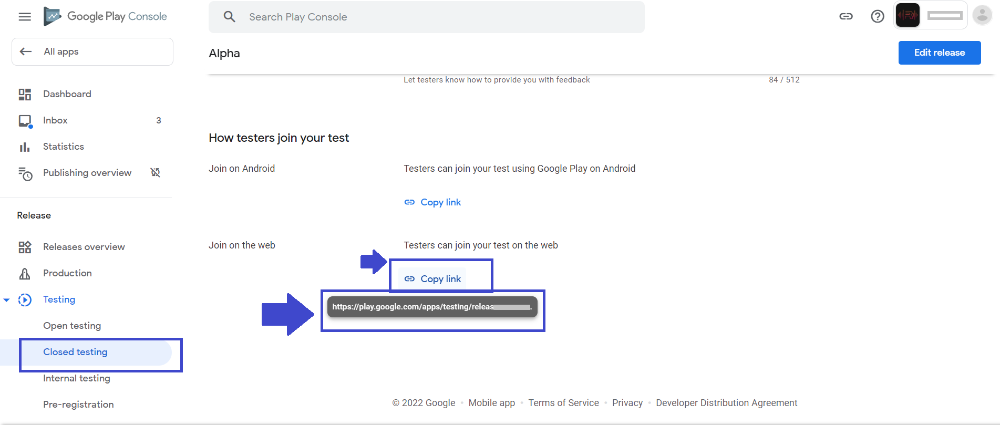 Google Play Console
Search Play Console
All apps
Alpha
Edit release
Let testers know how to provide you with feedback
84 / 512
Dashboard
Inbox
3
Statistics
Publishing overview
Release
Releases overview
Production
Testing
Open testing
Closed testing
Internal testing
Pre-registration
How testers join your test
Join on Android
Testers can join your test using Google Play on Android
Copy link
Join on the web
Testers can join your test on the web
Copy link
https://play.google.com/apps/testing/releas
© 2022 Google • Mobile app • Terms of Service • Privacy • Developer Distribution Agreement